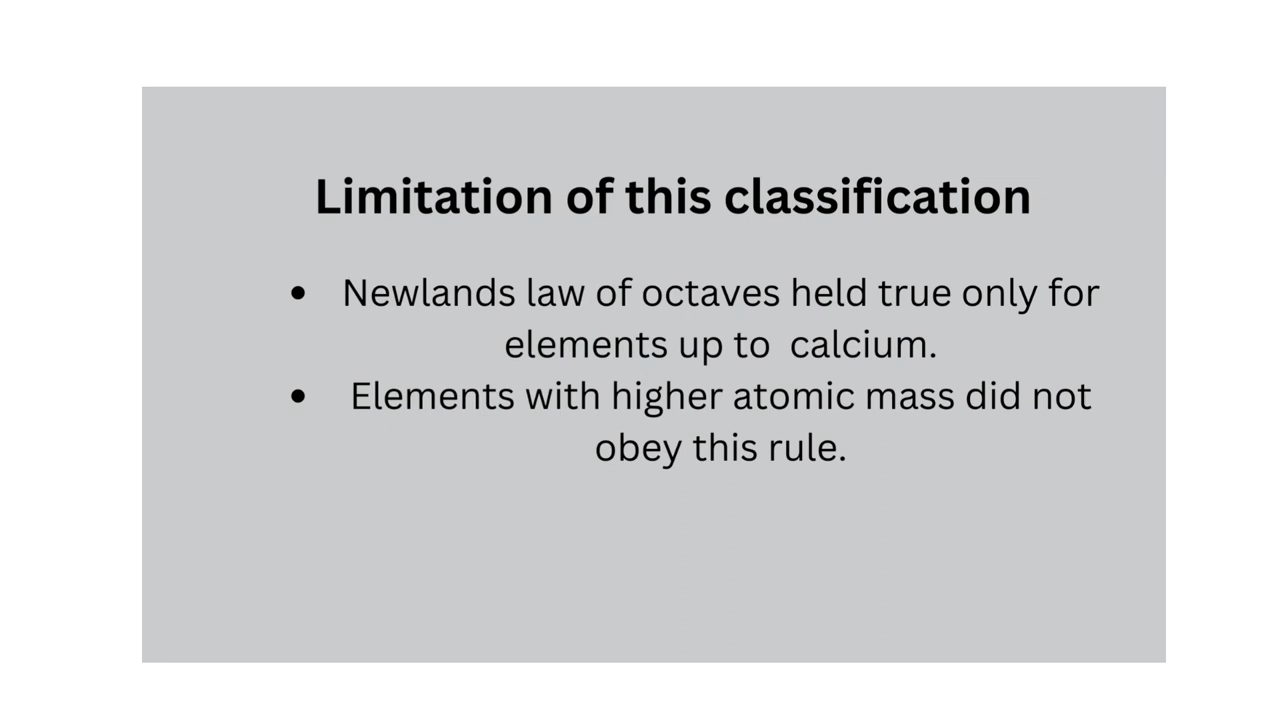 Limitation of this classification
• Newlands law of octaves held true only for
elements up to calcium.
• Elements with higher atomic mass did not
obey this rule.